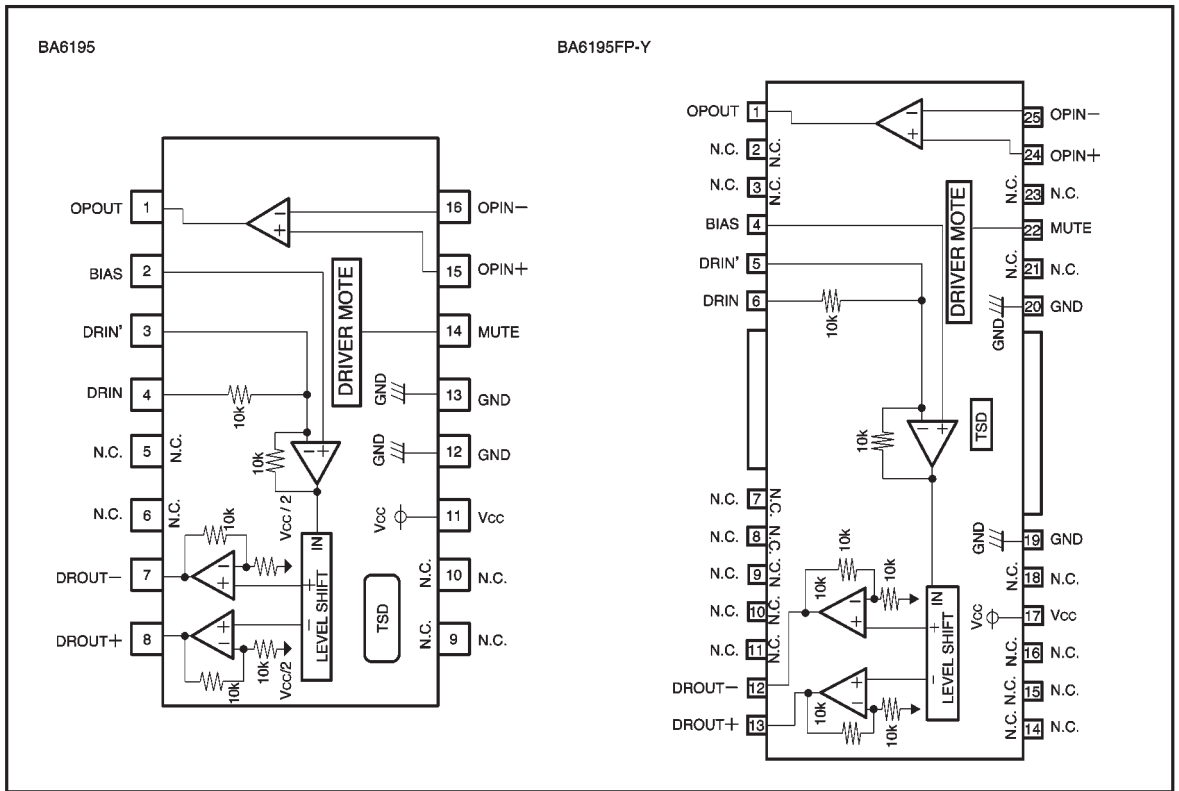 BA6195
BA6195FP-Y
OPOUT 1
BIAS 2
DRIN' 3
DRIN 4
N.C. 5 N.C.
N.C. 6 N.C.
DROUT− 7
DROUT+ 8
16 OPIN−
15 OPIN+
14 MUTE
GND 13 GND
GND 12 GND
Vcc 11 Vcc
N.C. 10 N.C.
N.C. 9 N.C.
− +
DRIVER MOTE
10k
10k
− +
Vcc / 2
10k
10k
Vcc/2
− +
+ −
IN
+ −
LEVEL SHIFT
TSD
OPOUT 1
N.C. 2 N.C.
N.C. 3 N.C.
BIAS 4
DRIN' 5
DRIN 6
N.C. 7 N.C.
N.C. 8 N.C.
N.C. 9 N.C.
N.C. 10 N.C.
N.C. 11 N.C.
DROUT− 12
DROUT+ 13
25 OPIN−
24 OPIN+
N.C. 23 N.C.
22 MUTE
N.C. 21 N.C.
GND 20 GND
GND 19 GND
N.C. 18 N.C.
Vcc 17 Vcc
N.C. 16 N.C.
N.C. 15 N.C.
N.C. 14 N.C.
− +
DRIVER MOTE
10k
10k
− +
TSD
10k
10k
− +
+ −
10k
10k
IN
+ −
LEVEL SHIFT